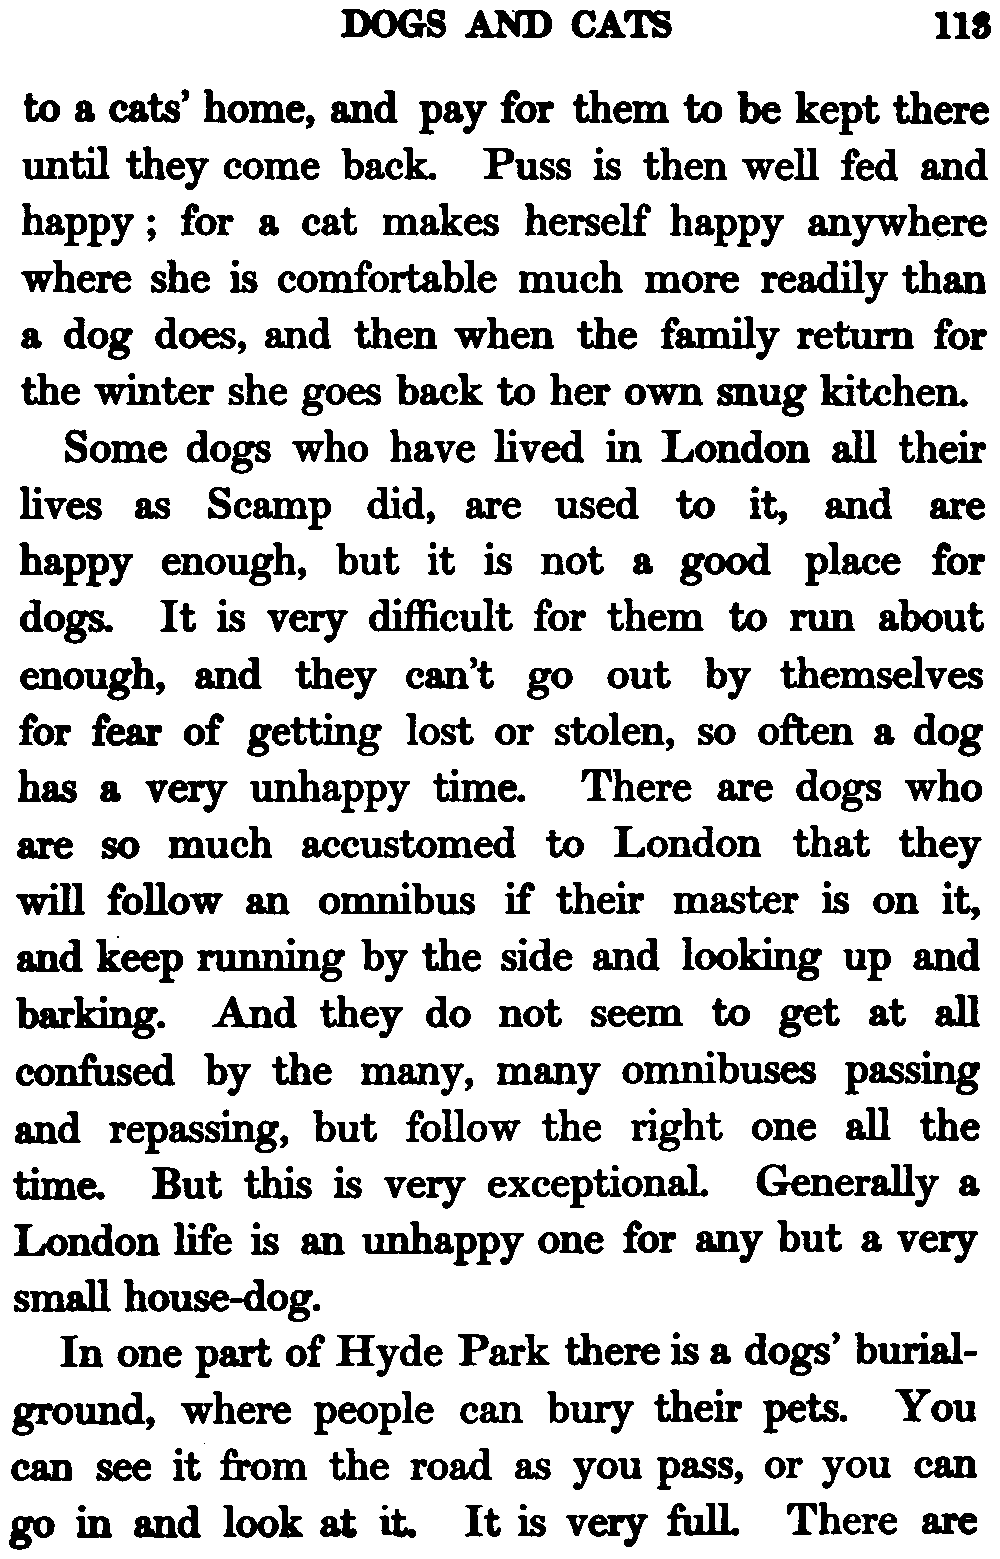 DOGS AND CATS 113
to a cats' home, and pay for them to be kept there
until they come back. Puss is then well fed and
happy; for a cat makes herself happy anywhere
where she is comfortable much more readily than
a dog does, and then when the family return for
the winter she goes back to her own snug kitchen.
Some dogs who have lived in London all their
lives as Scamp did, are used to it, and are
happy enough, but it is not a good place for
dogs. It is very difficult for them to run about
enough, and they can't go out by themselves
for fear of getting lost or stolen, so often a dog
has a very unhappy time. There are dogs who
are so much accustomed to London that they
will follow an omnibus if their master is on it,
and keep running by the side and looking up and
barking. And they do not seem to get at all
confused by the many, many omnibuses passing
and repassing, but follow the right one all the
time. But this is very exceptional. Generally a
London life is an unhappy one for any but a very
small house-dog.
In one part of Hyde Park there is a dogs' burial-
ground, where people can bury their pets. You
can see it from the road as you pass, or you can
go in and look at it. It is very full. There are